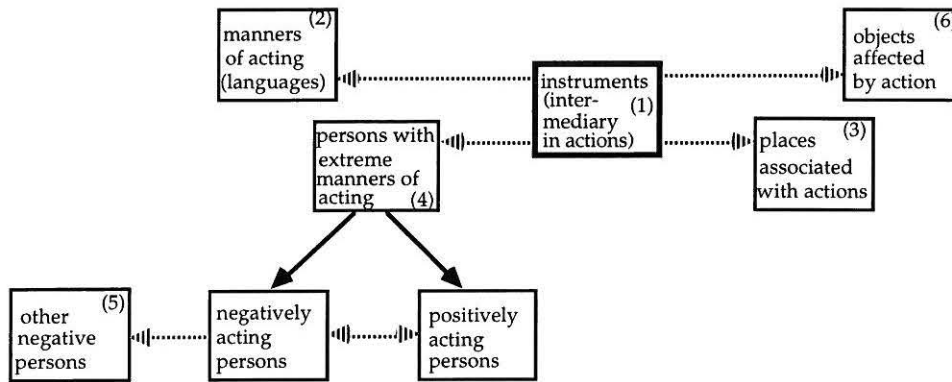 (2)
manners
of acting
(languages)
(6)
objects
affected
by action
instruments
(inter- (1)
mediary
in actions)
(3)
places
associated
with actions
persons with
extreme
manners of
acting (4)
(5)
other
negative
persons
negatively
acting
persons
positively
acting
persons